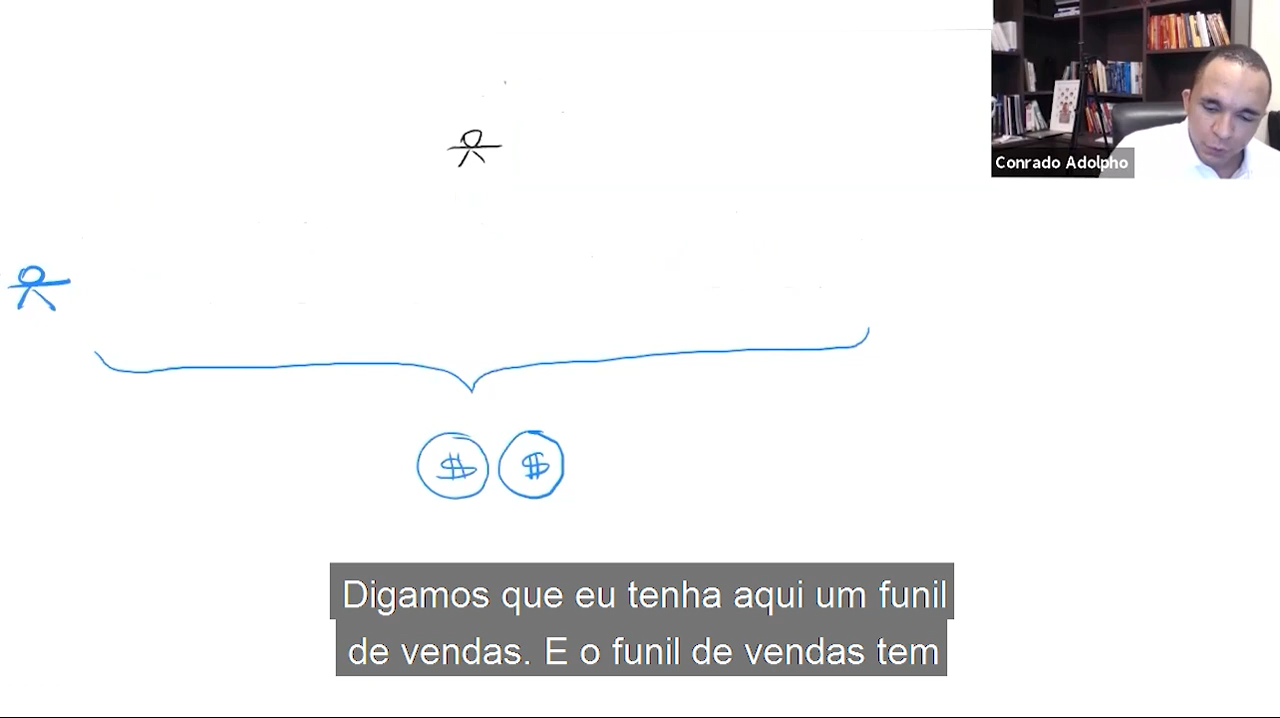 Conrado Adolpho
$ $
Digamos que eu tenha aqui um funil
de vendas. E o funil de vendas tem